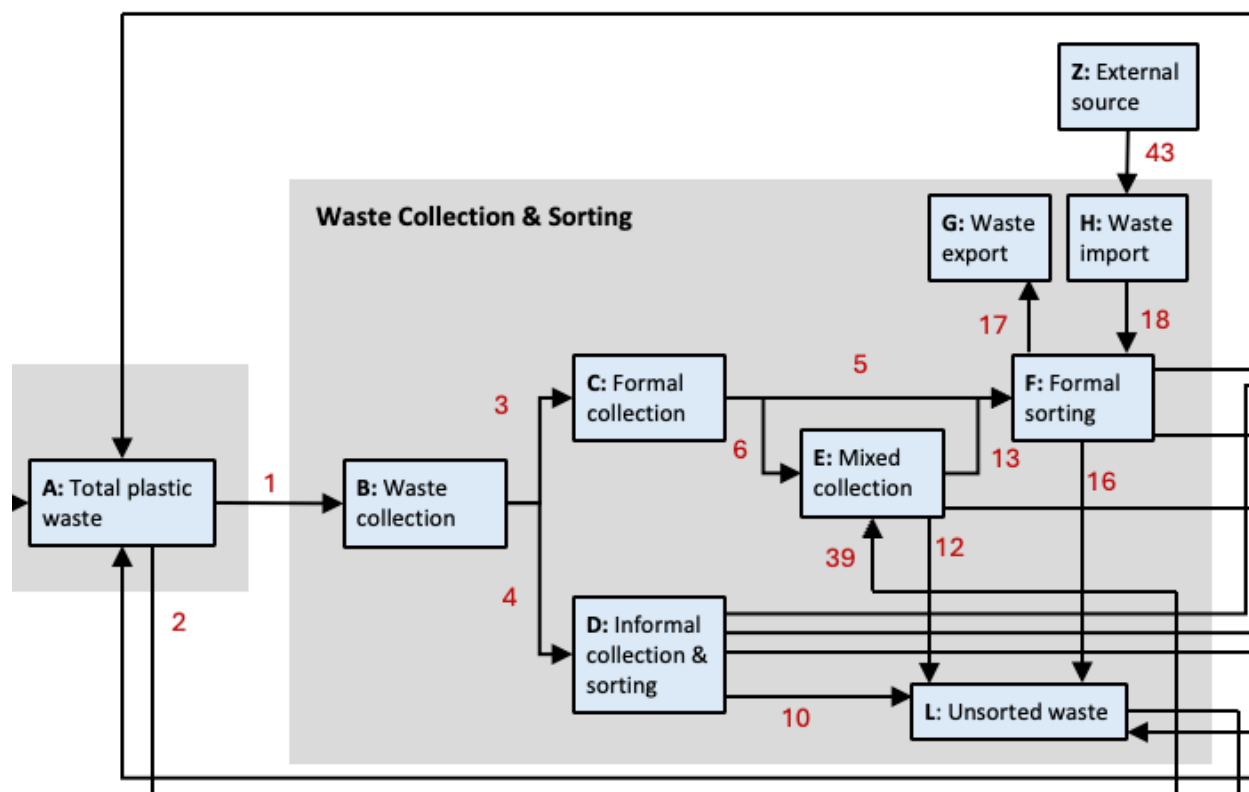 Z: External
source
43
Waste Collection & Sorting
G: Waste
export
H: Waste
import
17
18
5
3
C: Formal
collection
F: Formal
sorting
6
E: Mixed
collection
13
16
A: Total plastic
waste
1
B: Waste
collection
39
12
4
2
D: Informal
collection &
sorting
10
L: Unsorted waste